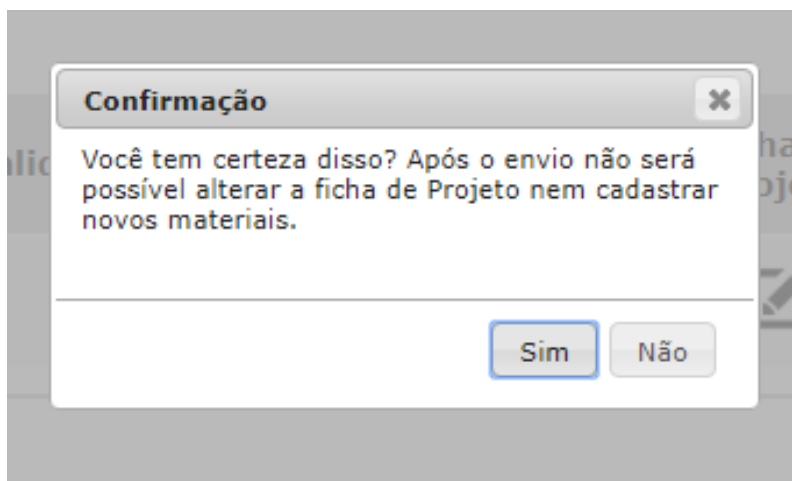 Confirmação
Você tem certeza disso? Após o envio não será
possível alterar a ficha de Projeto nem cadastrar
novos materiais.
Sim Não